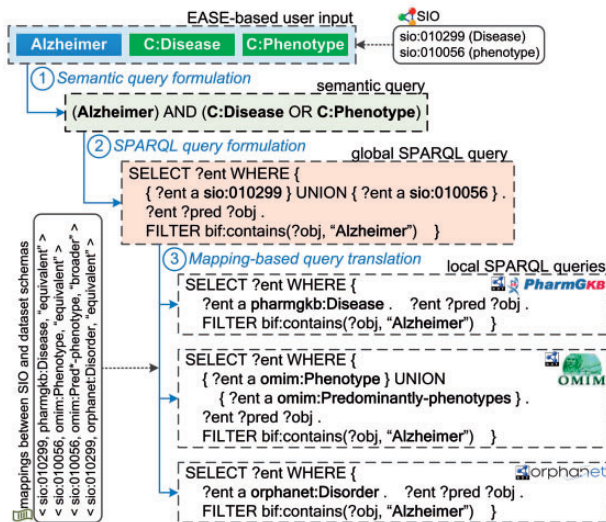 EASE-based user input
SIO
Alzheimer C:Disease C:Phenotype
sio:010299 (Disease)
sio:010056 (phenotype)
1 Semantic query formulation
semantic query
(Alzheimer) AND (C:Disease OR C:Phenotype)
2 SPARQL query formulation
global SPARQL query
SELECT ?ent WHERE {
{ ?ent a sio:010299 } UNION { ?ent a sio:010056 } .
?ent ?pred ?obj .
FILTER bif:contains(?obj, “Alzheimer”) }
3 Mapping-based query translation
local SPARQL queries
mappings between SIO and dataset schemas
< sio:010299, pharmgkb:Disease, “equivalent” >
< sio:010056, omim:Phenotype, “equivalent” >
< sio:010056, omim:Pred*-phenotype, “broader” >
< sio:010299, orphanet:Disorder, “equivalent” >
SELECT ?ent WHERE {
PharmGKB
?ent a pharmgkb:Disease . ?ent ?pred ?obj .
FILTER bif:contains(?obj, “Alzheimer”) }
SELECT ?ent WHERE {
{ ?ent a omim:Phenotype } UNION
OMIM
{ ?ent a omim:Predominantly-phenotypes } .
?ent ?pred ?obj .
FILTER bif:contains(?obj, “Alzheimer”) }
SELECT ?ent WHERE {
orphanet
?ent a orphanet:Disorder . ?ent ?pred ?obj .
FILTER bif:contains(?obj, “Alzheimer”) }